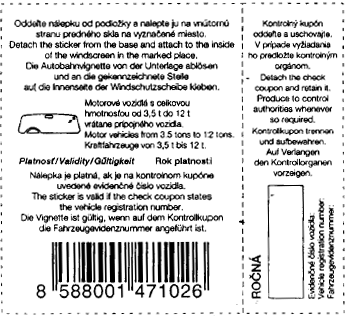 Oddeľte nálepku od podložky a nalepte ju na vnútornú
stranu predného skla na vyznačené miesto.
Detach the sticker from the base and attach to the inside
of the windscreen in the marked place.
Die Autobahnvignette von der Unterlage ablösen
und an die gekennzeichnete Stelle
auf die Innenseite der Windschutzscheibe kleben.
Motorové vozidlá s celkovou
hmotnosťou od 3,5 t do 12 t
vrátane prípojného vozidla.
Motor vehicles from 3.5 tons to 12 tons.
Kraftfahrzeuge von 3,5 t bis 12 t.
Platnosť/Validity/Gültigkeit Rok platnosti
Nálepka je platná, ak je na kontrolnom kupóne
uvedené evidenčné číslo vozidla.
The sticker is valid if the check coupon states
the vehicle registration number.
Die Vignette ist gültig, wenn auf dem Kontrollkupon
die Fahrzeugevidenznummer angeführt ist.
8 588001 471026
Kontrolný kupón
oddeľte a uschovajte.
V prípade vyžiadania
ho predložte kontrolným
orgánom.
Detach the check
coupon and retain it.
Produce to control
authorities whenever
so required.
Kontrollkupon trennen
und aufbewahren.
Auf Verlangen
den Kontrollorganen
vorzeigen.
ROČNÁ
Evidenčné číslo vozidla:
Vehicle registration number:
Fahrzeugevidenznummer: